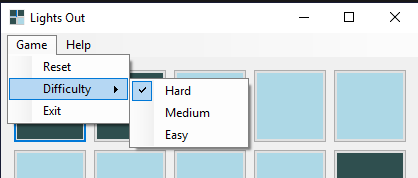 Lights Out
Game Help
Reset
Difficulty
Exit
Hard
Medium
Easy